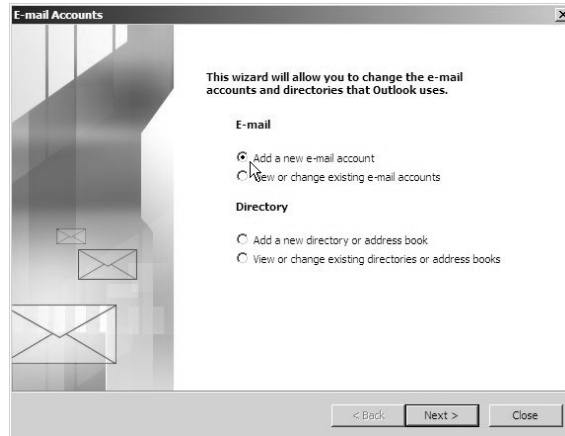 E-mail Accounts
This wizard will allow you to change the e-mail
accounts and directories that Outlook uses.
E-mail
Add a new e-mail account
View or change existing e-mail accounts
Directory
Add a new directory or address book
View or change existing directories or address books
< Back
Next >
Close